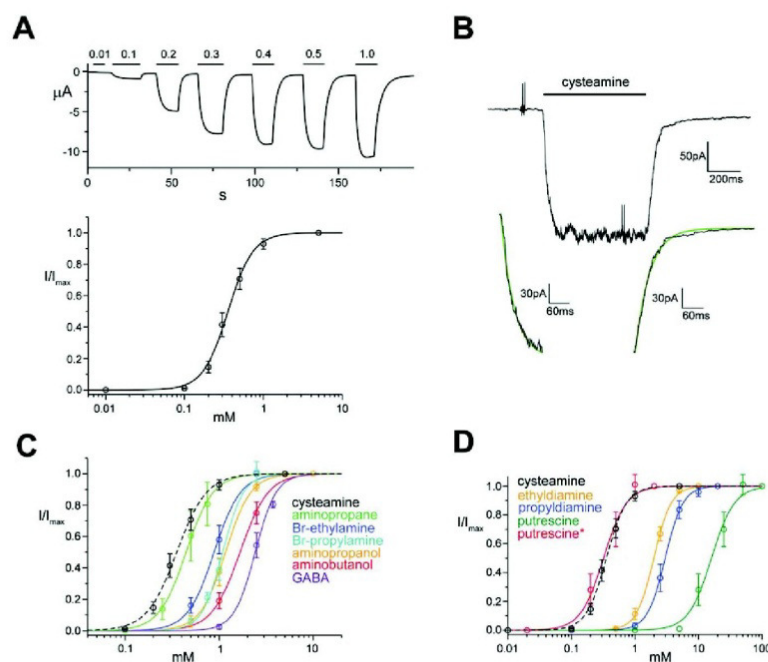 A
0.01 0.1 0.2 0.3 0.4 0.5 1.0
0
μA
-5
-10
0 50 100 150
s
1.0
0.8
I/Imax
0.6
0.4
0.2
0.0
0.01 0.1 1 10
mM
B
cysteamine
50pA
200ms
30pA
60ms
30pA
60ms
C
1.0
0.8
I/Imax
0.6
0.4
0.2
0.0
0.1 1 10
mM
cysteamine
aminopropane
Br-ethylamine
Br-propylamine
aminopropanol
aminobutanol
GABA
D
1.0
0.8
I/Imax
0.6
0.4
0.2
0.0
0.01 0.1 1 10 100
mM
cysteamine
ethyldiamine
propyldiamine
putrescine
putrescine*